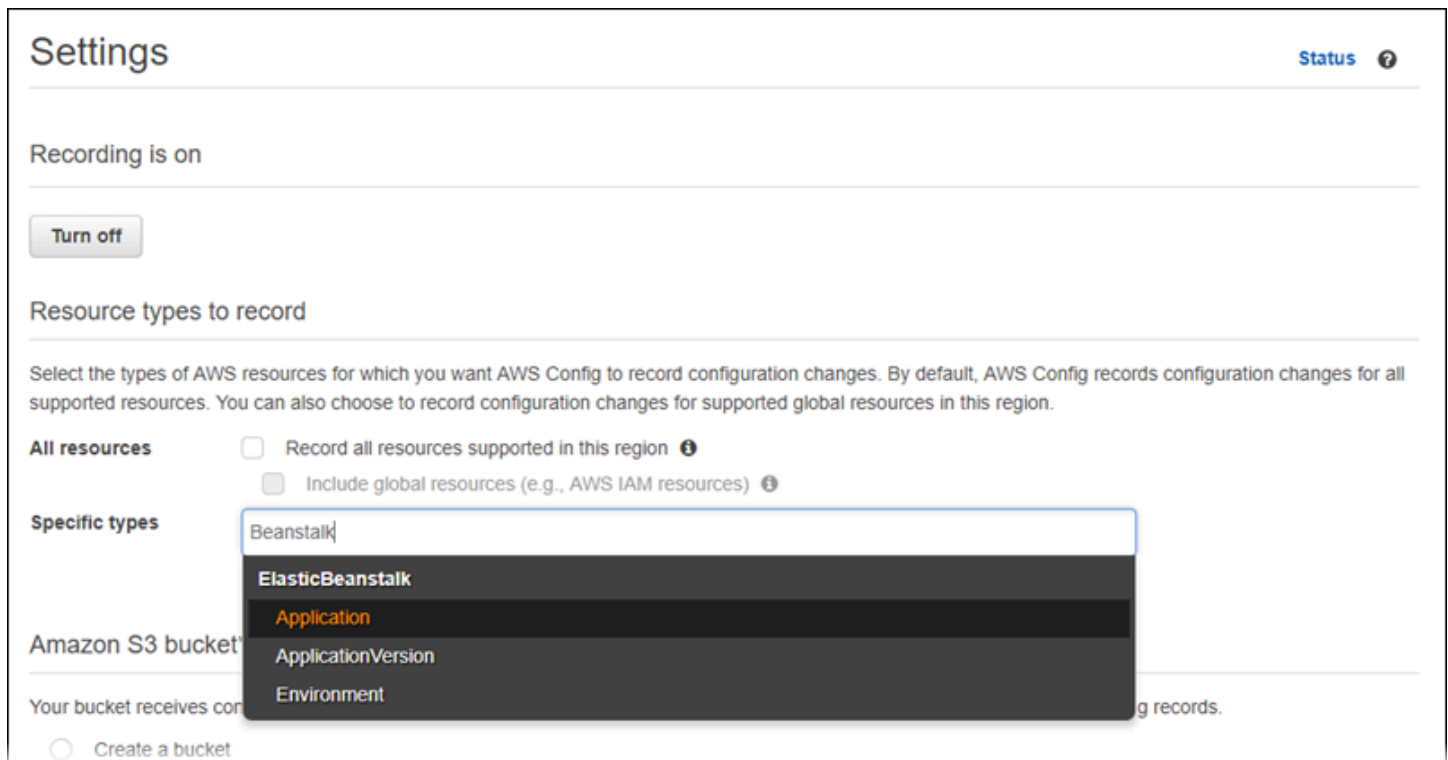 Settings
Status
Recording is on
Turn off
Resource types to record
Select the types of AWS resources for which you want AWS Config to record configuration changes. By default, AWS Config records configuration changes for all
supported resources. You can also choose to record configuration changes for supported global resources in this region.
All resources
Record all resources supported in this region
Include global resources (e.g., AWS IAM resources)
Specific types
Beanstalk
ElasticBeanstalk
Application
ApplicationVersion
Environment
Amazon S3 bucket*
Your bucket receives con
g records.
Create a bucket